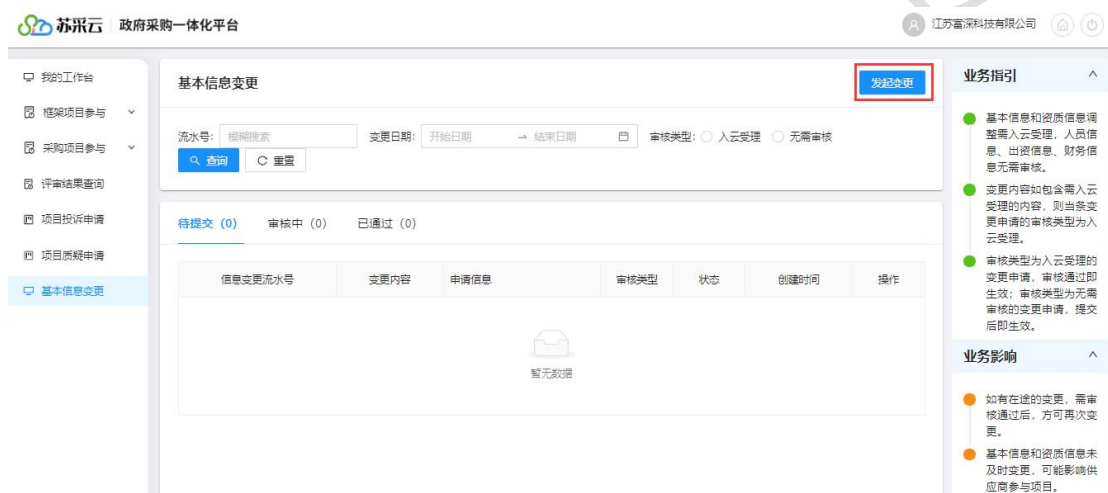 苏采云 政府采购一体化平台
江苏富深科技有限公司
我的工作台
框架项目参与
采购项目参与
评审结果查询
项目投诉申请
项目质疑申请
基本信息变更
基本信息变更
发起变更
流水号: 模糊搜索 变更日期: 开始日期 → 结束日期 审核类型: 入云受理 无需审核
查询 重置
待提交 (0) 审核中 (0) 已通过 (0)
信息变更流水号 变更内容 申请信息 审核类型 状态 创建时间 操作
暂无数据
业务指引
基本信息和资质信息调
整需入云受理，人员信
息、出资信息、财务信
息无需审核。
变更内容如包含需入云
受理的内容，则当条变
更申请的审核类型为入
云受理。
审核类型为入云受理的
变更申请，审核通过即
生效；审核类型为无需
审核的变更申请，提交
后即生效。
业务影响
如有在途的变更，需审
核通过后，方可再次变
更。
基本信息和资质信息未
及时变更，可能影响供
应商参与项目。